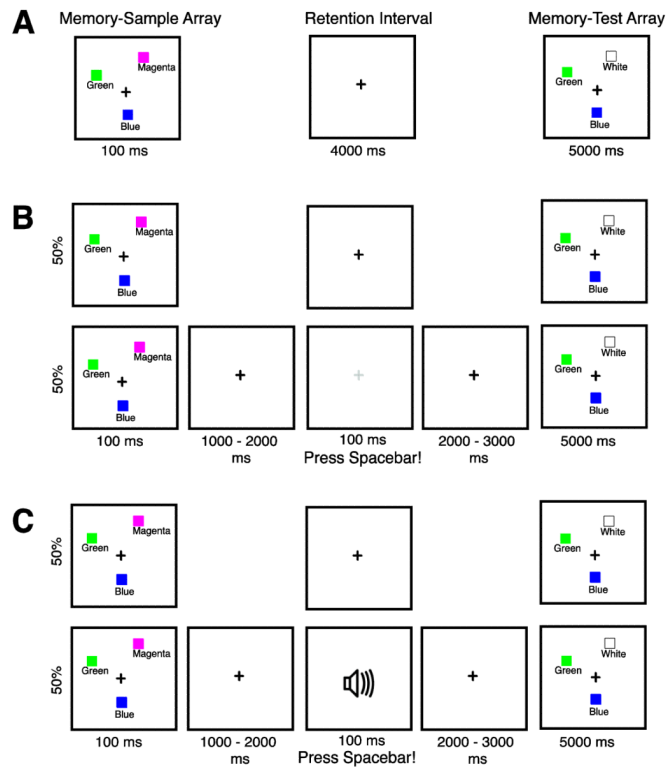 A
Memory-Sample Array
Retention Interval
Memory-Test Array
Magenta
Green
Blue
White
Green
Blue
100 ms
4000 ms
5000 ms
B
50%
Magenta
Green
Blue
White
Green
Blue
50%
Magenta
Green
Blue
White
Green
Blue
100 ms
1000 - 2000
ms
100 ms
Press Spacebar!
2000 - 3000
ms
5000 ms
C
50%
Magenta
Green
Blue
White
Green
Blue
50%
Magenta
Green
Blue
White
Green
Blue
100 ms
1000 - 2000
ms
100 ms
Press Spacebar!
2000 - 3000
ms
5000 ms